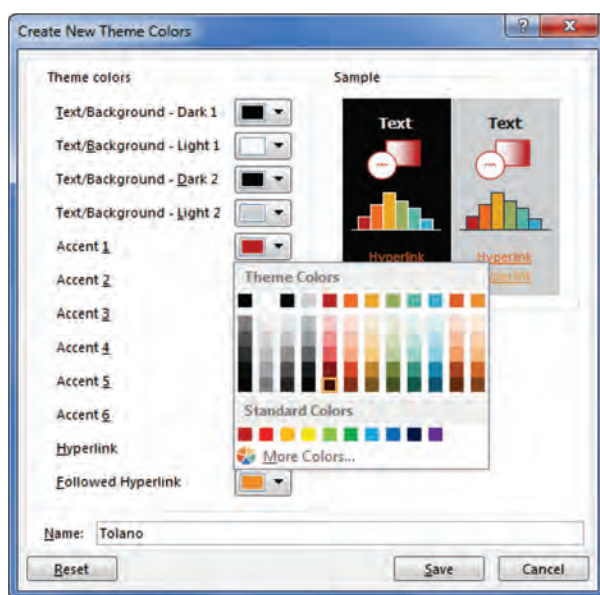 Create New Theme Colors
?
Theme colors
Sample
Text/Background - Dark 1
Text/Background - Light 1
Text/Background - Dark 2
Text/Background - Light 2
Accent 1
Accent 2
Accent 3
Accent 4
Accent 5
Accent 6
Hyperlink
Followed Hyperlink
Text
Text
Hyperlink
Hyperlink
Hyperlink
Theme Colors
Standard Colors
More Colors...
Name: Tolano
Reset
Save
Cancel